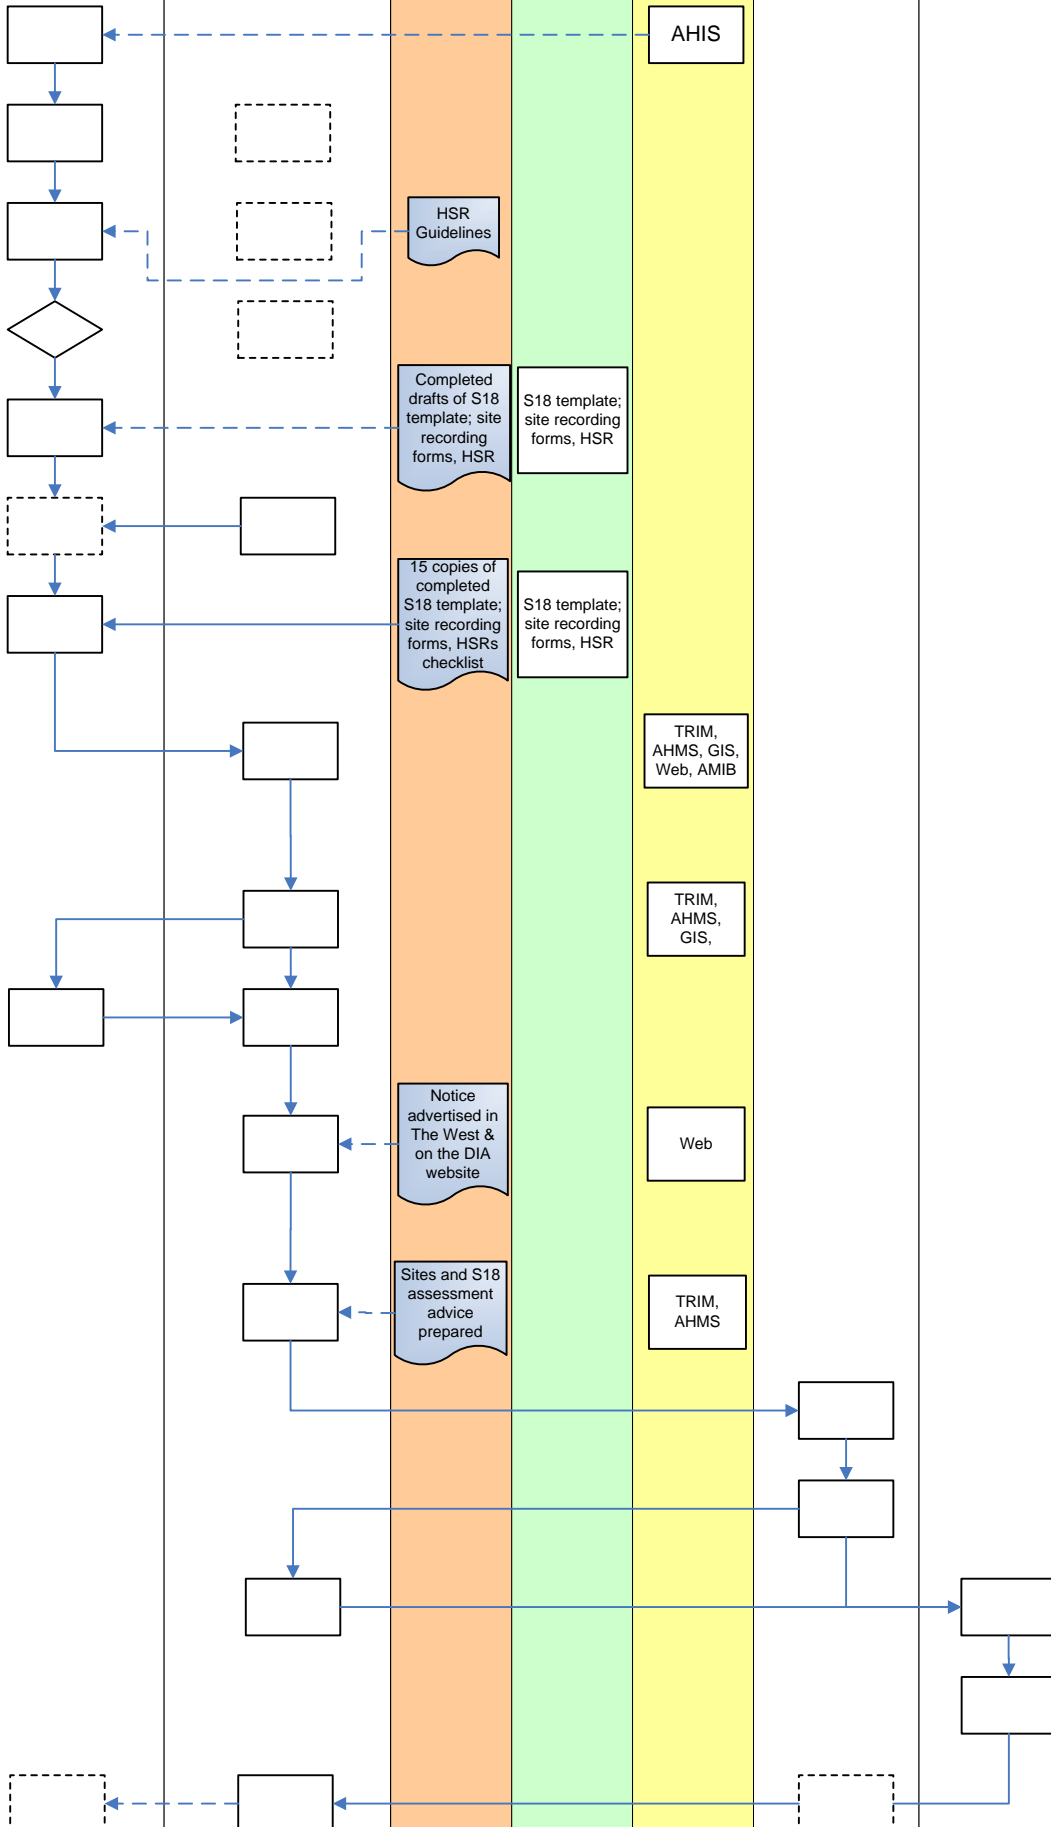 AHIS
HSR
Guidelines
Completed
drafts of S18
template; site
recording
forms, HSR
S18 template;
site recording
forms, HSR
15 copies of
completed
S18 template;
site recording
forms, HSRs
checklist
S18 template;
site recording
forms, HSR
TRIM,
AHMS, GIS,
Web, AMIB
TRIM,
AHMS,
GIS,
Notice
advertised in
The West &
on the DIA
website
Web
Sites and S18
assessment
advice
prepared
TRIM,
AHMS